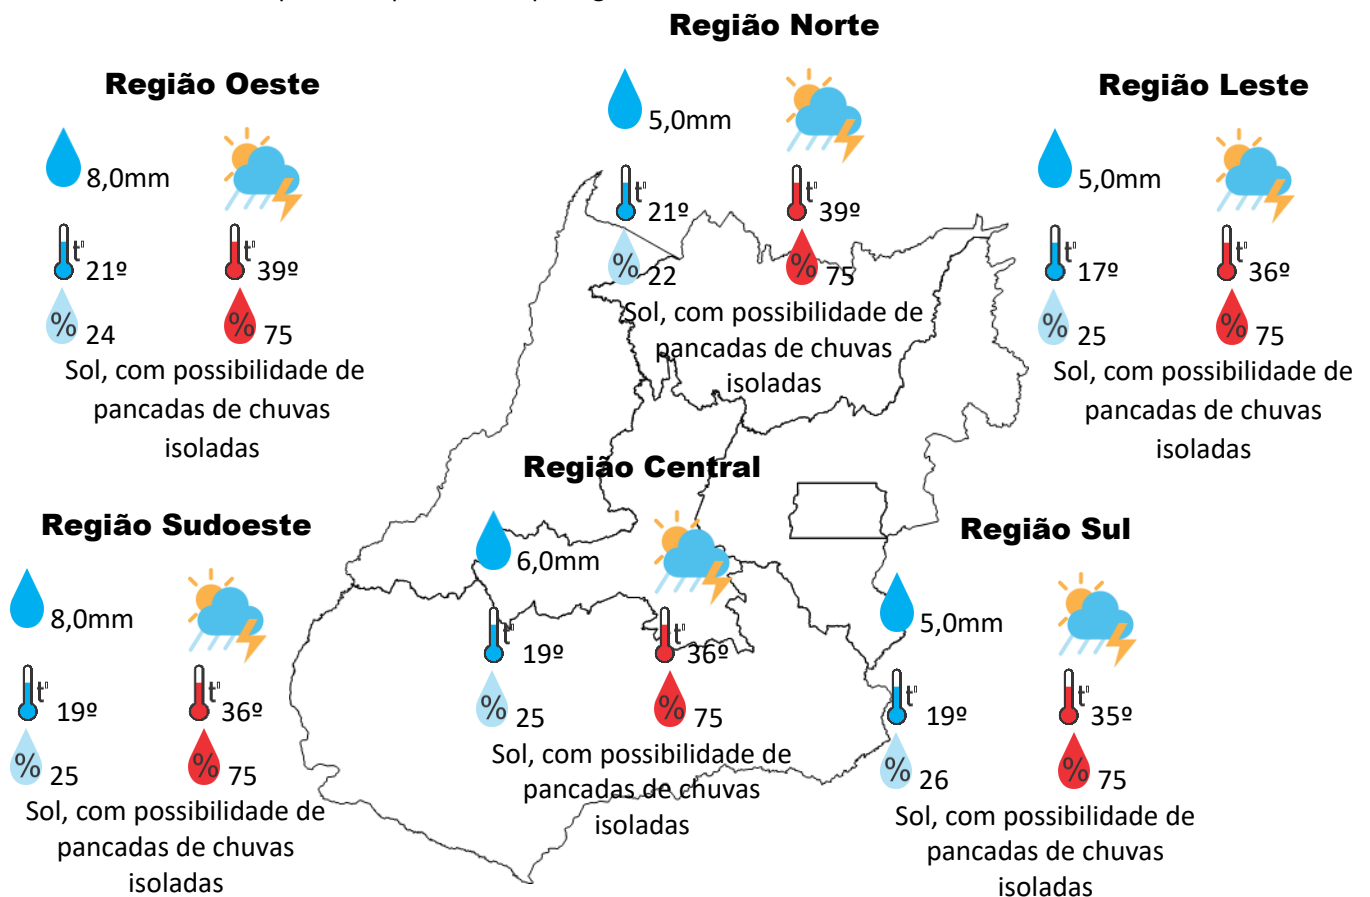 Região Norte
5,0mm
t°
21º
t°
39º
%
22
%
75
Sol, com possibilidade de
pancadas de chuvas
isoladas
Região Oeste
8,0mm
t°
21º
t°
39º
%
24
%
75
Sol, com possibilidade de
pancadas de chuvas
isoladas
Região Leste
5,0mm
t°
17º
t°
36º
%
25
%
75
Sol, com possibilidade de
pancadas de chuvas
isoladas
Região Central
6,0mm
t°
19º
t°
36º
%
25
%
75
Sol, com possibilidade de
pancadas de chuvas
isoladas
Região Sudoeste
8,0mm
t°
19º
t°
36º
%
25
%
75
Sol, com possibilidade de
pancadas de chuvas
isoladas
Região Sul
5,0mm
t°
19º
t°
35º
%
26
%
75
Sol, com possibilidade de
pancadas de chuvas
isoladas